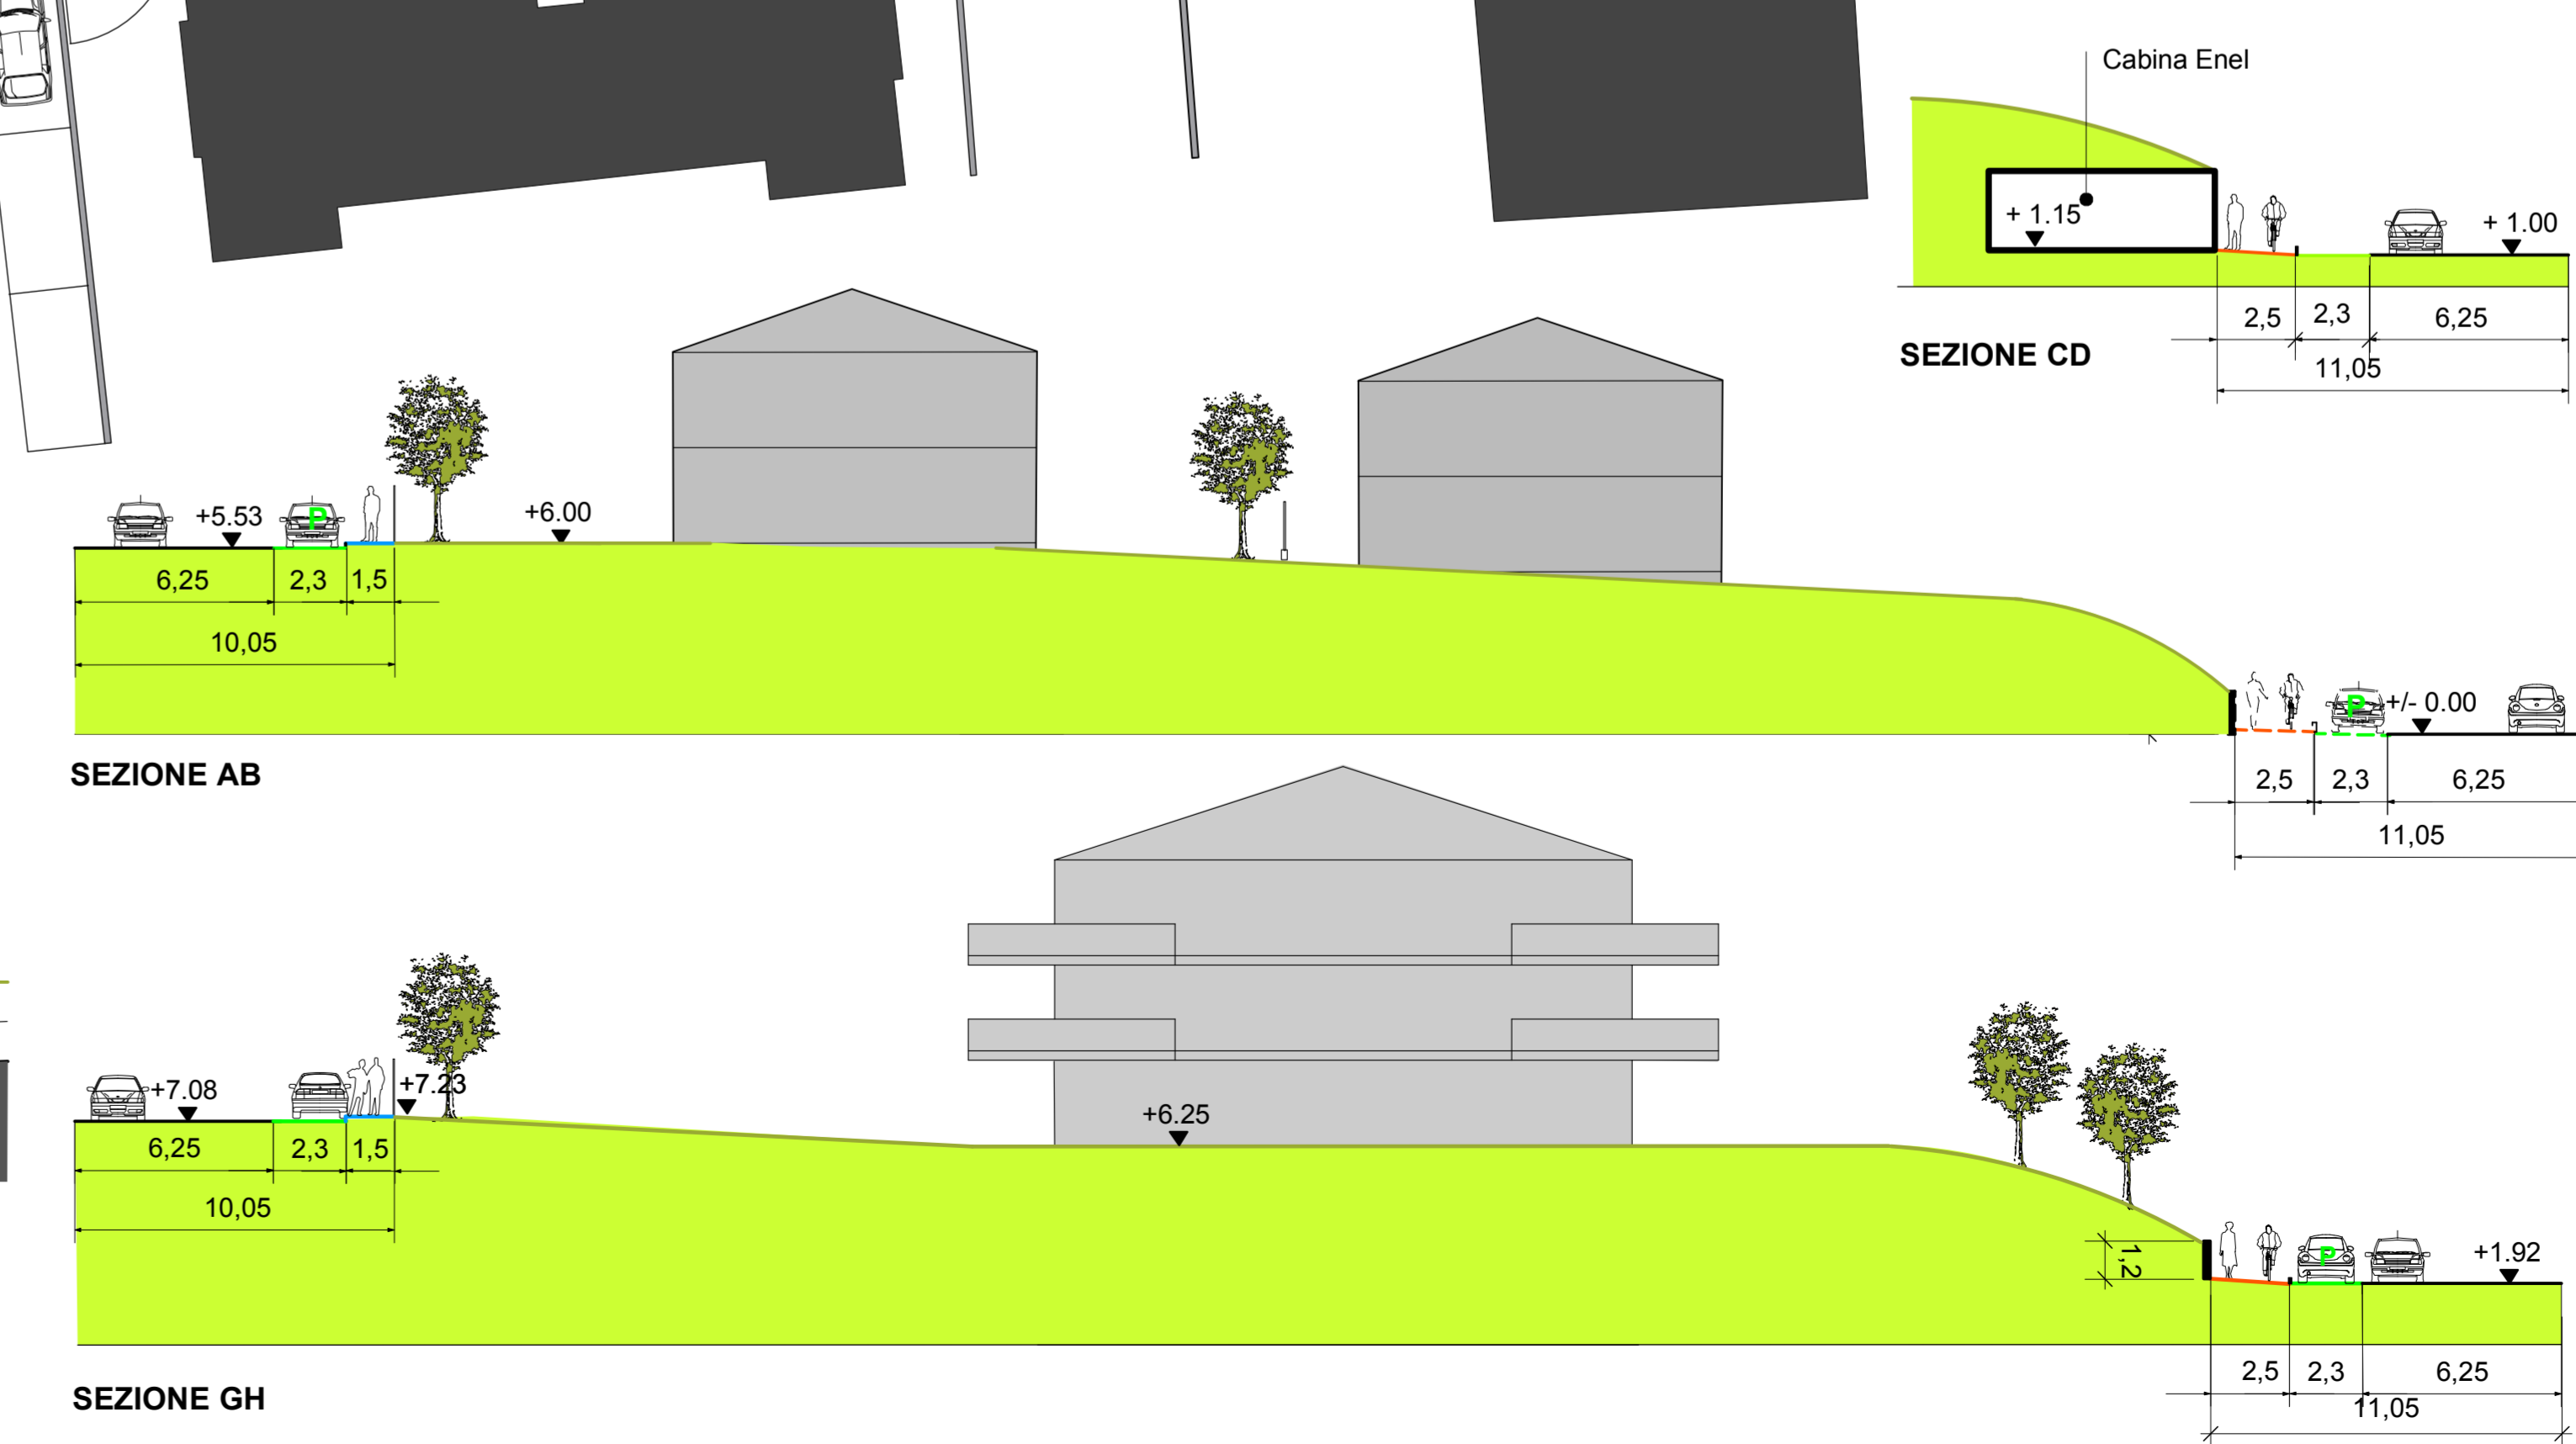 Cabina Enel
+ 1.15
+ 1.00
2,5 2,3 6,25
11,05
SEZIONE CD
+5.53 P +6.00
6,25 2,3 1,5
10,05
P +/- 0.00
2,5 2,3 6,25
11,05
SEZIONE AB
+7.08 +7.23
+6.25
6,25 2,3 1,5
10,05
1,2
P +1.92
2,5 2,3 6,25
11,05
SEZIONE GH